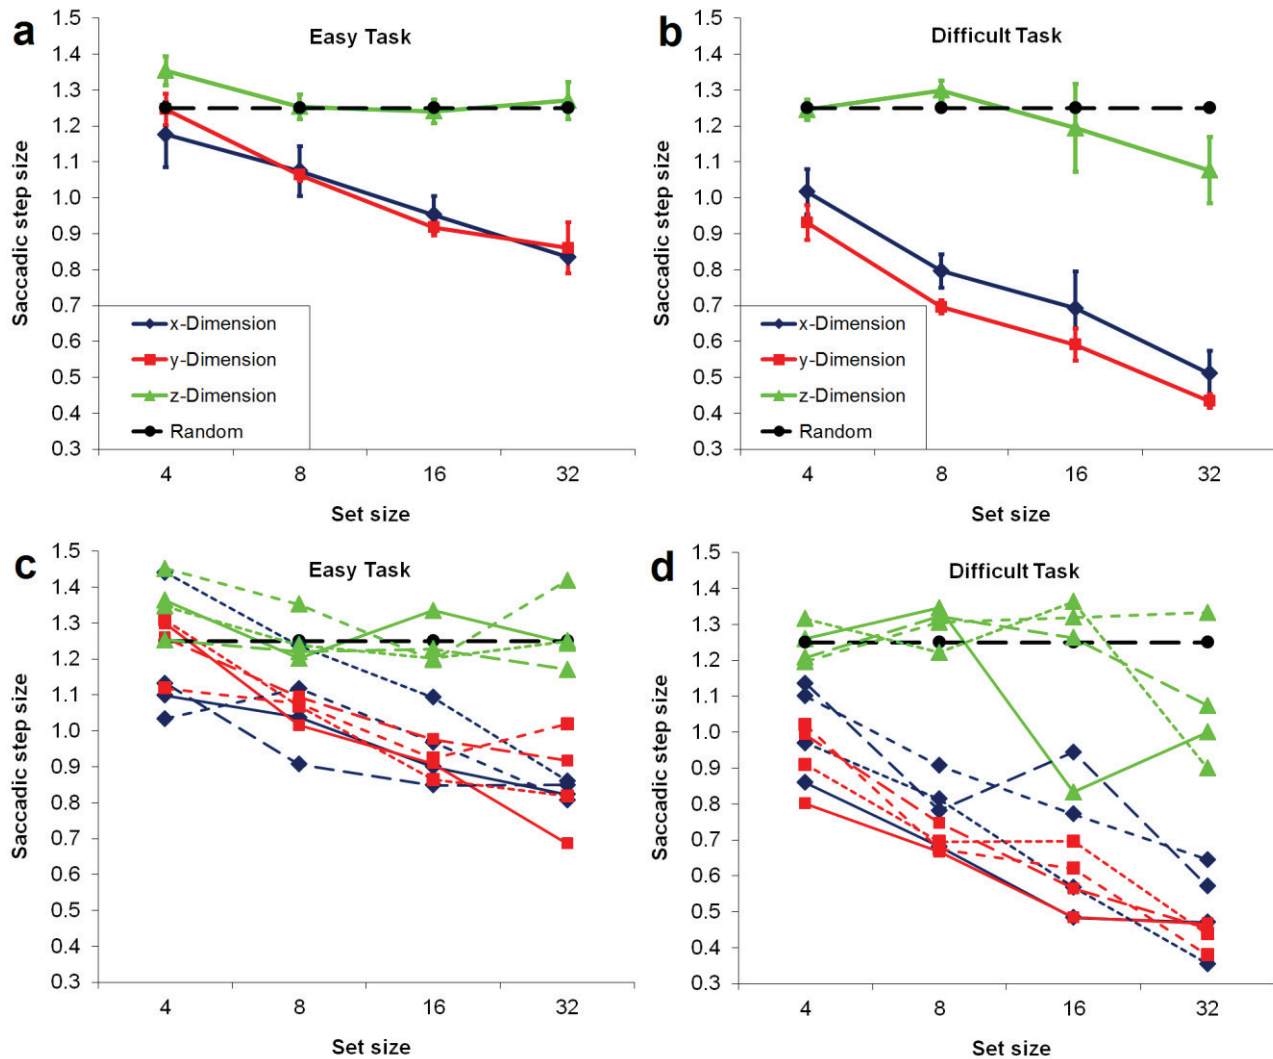 a
Easy Task
Saccadic step size
1.5
1.4
1.3
1.2
1.1
1.0
0.9
0.8
0.7
0.6
0.5
0.4
0.3
x-Dimension
y-Dimension
z-Dimension
Random
4 8 16 32
Set size
b
Difficult Task
Saccadic step size
1.5
1.4
1.3
1.2
1.1
1.0
0.9
0.8
0.7
0.6
0.5
0.4
0.3
x-Dimension
y-Dimension
z-Dimension
Random
4 8 16 32
Set size
c
Easy Task
Saccadic step size
1.5
1.4
1.3
1.2
1.1
1.0
0.9
0.8
0.7
0.6
0.5
0.4
0.3
4 8 16 32
Set size
d
Difficult Task
Saccadic step size
1.5
1.4
1.3
1.2
1.1
1.0
0.9
0.8
0.7
0.6
0.5
0.4
0.3
4 8 16 32
Set size